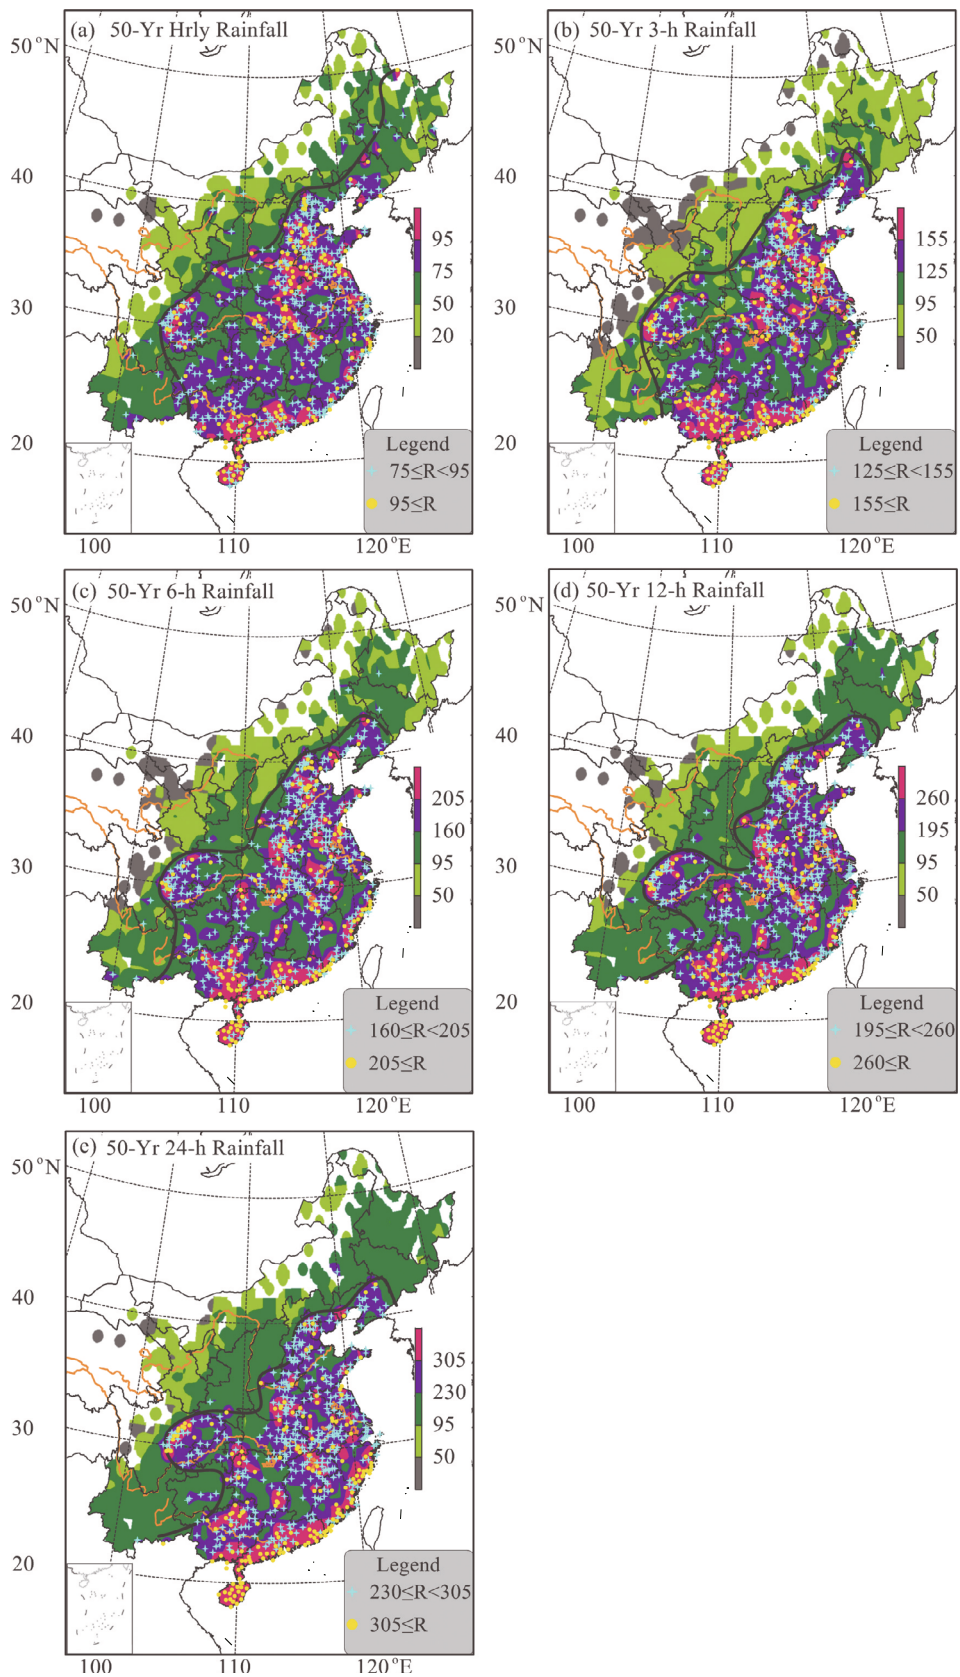 (a) 50-Yr Hrly Rainfall
50°N
40
30
20
95
75
50
20
Legend
75≤R<95
95≤R
100
110
120°E
(b) 50-Yr 3-h Rainfall
50°N
40
30
20
155
125
95
50
Legend
125≤R<155
155≤R
100
110
120°E
(c) 50-Yr 6-h Rainfall
50°N
40
30
20
205
160
95
50
Legend
160≤R<205
205≤R
100
110
120°E
(d) 50-Yr 12-h Rainfall
50°N
40
30
20
260
195
95
50
Legend
195≤R<260
260≤R
100
110
120°E
(e) 50-Yr 24-h Rainfall
50°N
40
30
20
305
230
95
50
Legend
230≤R<305
305≤R
100
110
120°E